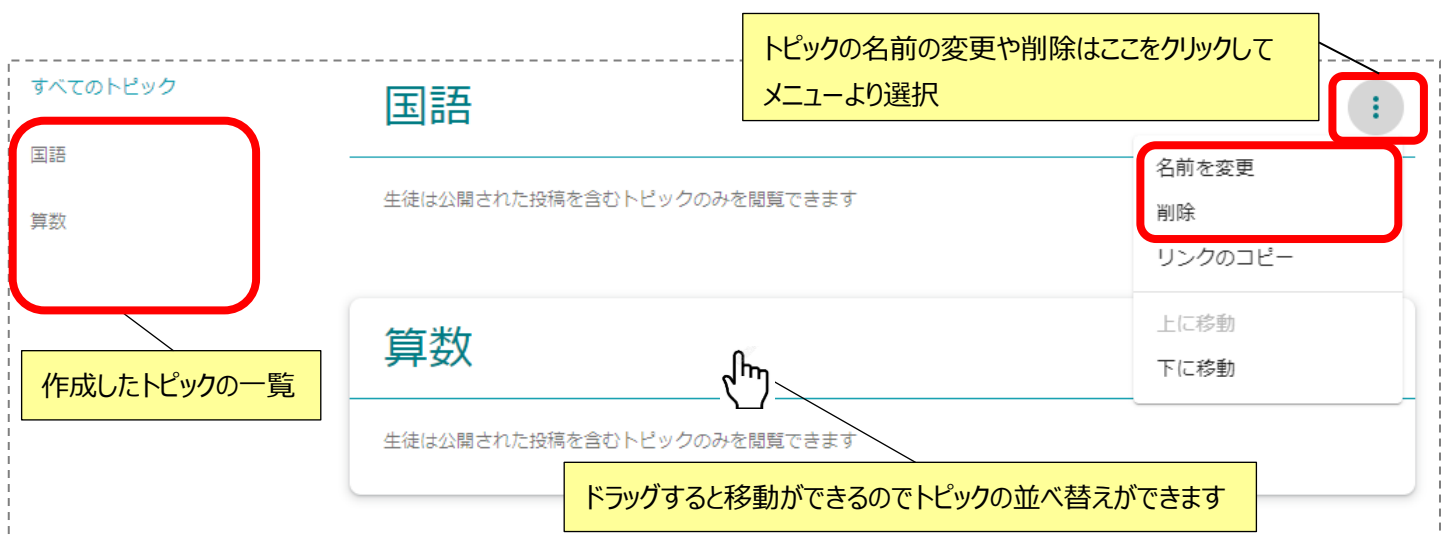 トピックの名前の変更や削除はここをクリックして
メニューより選択
すべてのトピック
国語
算数
作成したトピックの一覧
国語
生徒は公開された投稿を含むトピックのみを閲覧できます
名前を変更
削除
リンクのコピー
上に移動
下に移動
算数
生徒は公開された投稿を含むトピックのみを閲覧できます
ドラッグすると移動ができるのでトピックの並べ替えができます